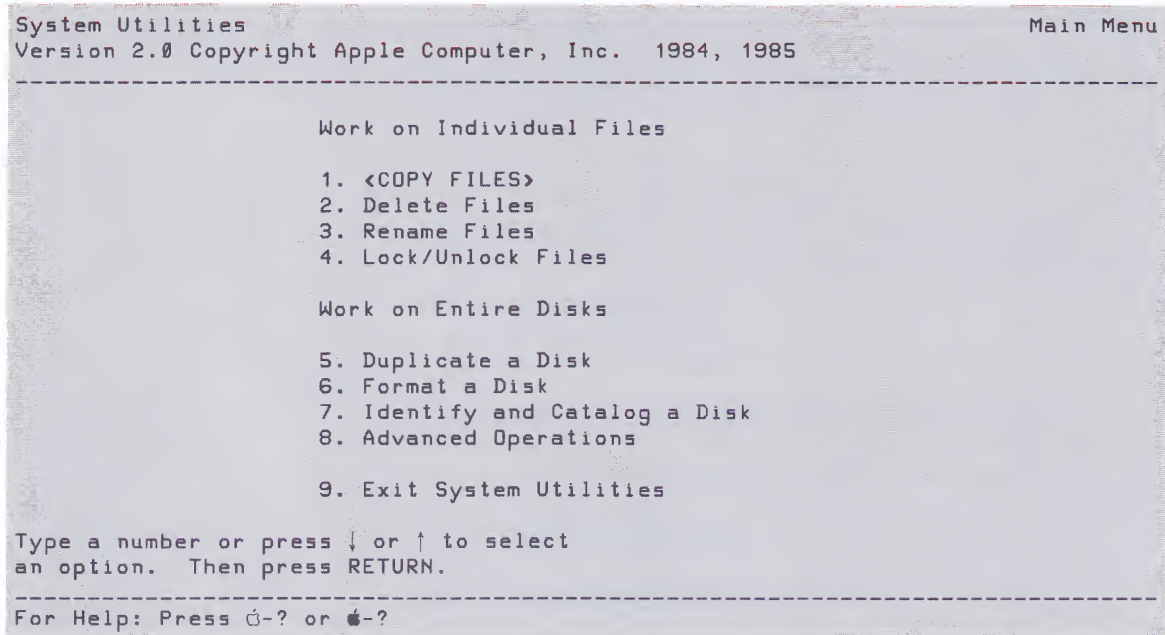 System Utilities Main Menu
Version 2.0 Copyright Apple Computer, Inc. 1984, 1985
Work on Individual Files
1. <COPY FILES>
2. Delete Files
3. Rename Files
4. Lock/Unlock Files
Work on Entire Disks
5. Duplicate a Disk
6. Format a Disk
7. Identify and Catalog a Disk
8. Advanced Operations
9. Exit System Utilities
Type a number or press ↓ or ↑ to select
an option. Then press RETURN.
For Help: Press -? or -?